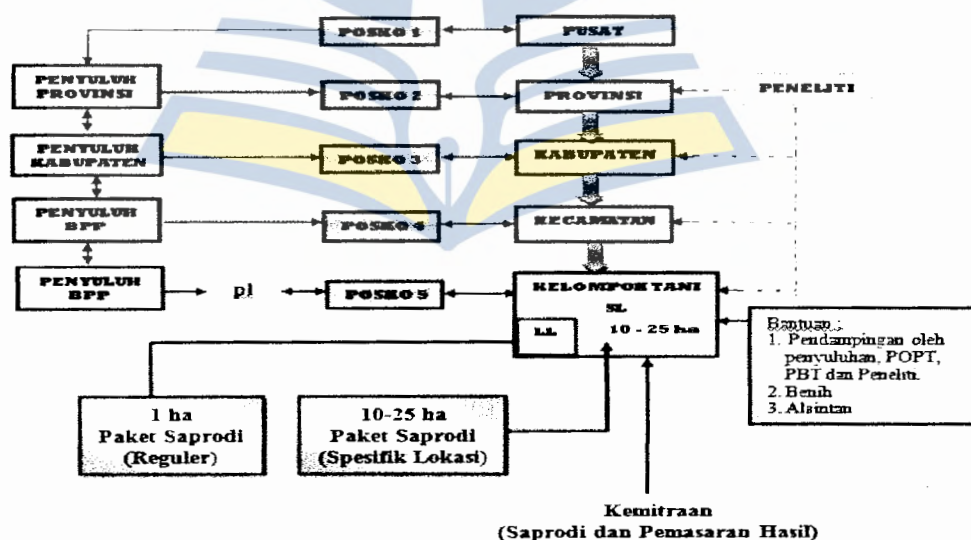 POSKO 1
PUSAT
PENYULUH
PROVINSI
POSKO 2
PROVINSI
PENELITI
PENYULUH
KABUPATEN
POSKO 3
KABUPATEN
PENYULUH
BPP
POSKO 4
KECAMATAN
PENYULUH
BPP
pl
POSKO 5
KELOMPOK TANI
SL
LL
10 - 25 ha
Bantuan :
1. Pendampingan oleh
penyuluhan, POPT,
PBT dan Peneliti.
2. Benih
3. Alsintan
1 ha
Paket Saprodi
(Reguler)
10-25 ha
Paket Saprodi
(Spesifik Lokasi)
Kemitraan
(Saprodi dan Pemasaran Hasil)